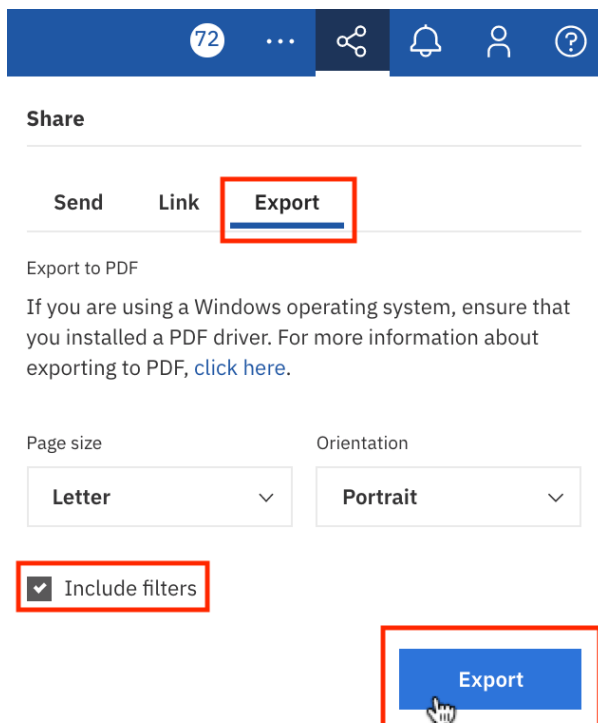 72
Share
Send Link Export
Export to PDF
If you are using a Windows operating system, ensure that
you installed a PDF driver. For more information about
exporting to PDF, click here.
Page size Orientation
Letter Portrait
Include filters
Export